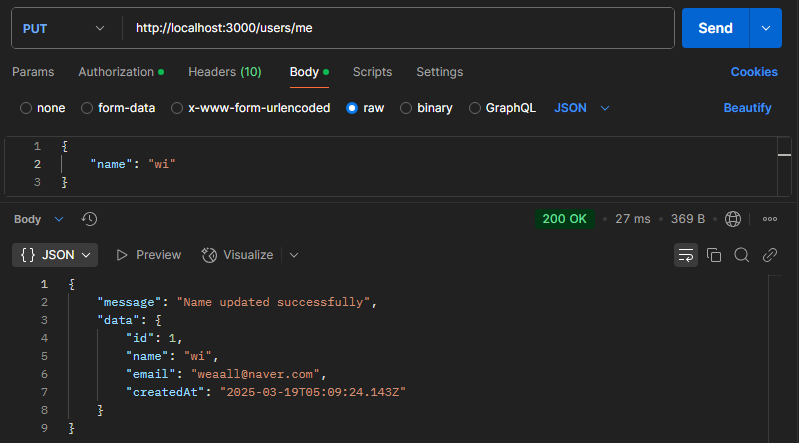 PUT http://localhost:3000/users/me Send
Params Authorization Headers (10) Body Scripts Settings Cookies
none form-data x-www-form-urlencoded raw binary GraphQL JSON Beautify
1 {
2 "name": "wi"
3 }
Body 200 OK 27 ms 369 B
{} JSON Preview Visualize
1 {
2 "message": "Name updated successfully",
3 "data": {
4 "id": 1,
5 "name": "wi",
6 "email": "weaall@naver.com",
7 "createdAt": "2025-03-19T05:09:24.143Z"
8 }
9 }